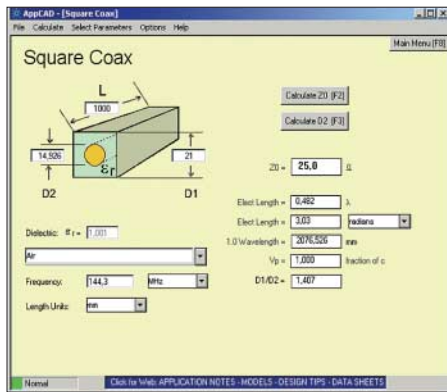 AppCAD - [Square Coax]
File Calculate Select Parameters Options Help
Main Menu [F8]
Square Coax
L
1000
14,926
εr
21
D2
D1
Calculate Z0 [F2]
Calculate D2 [F3]
Z0 = 25,0 Ω
Elect Length = 0,482 λ
Elect Length = 3,03 radians
1.0 Wavelength = 2076,526 mm
Vp = 1,000 fraction of c
D1/D2 = 1,407
Dielectric: εr = 1,001
Air
Frequency: 144,3 MHz
Length Units: mm
Normal
Click for Web: APPLICATION NOTES - MODELS - DESIGN TIPS - DATA SHEETS